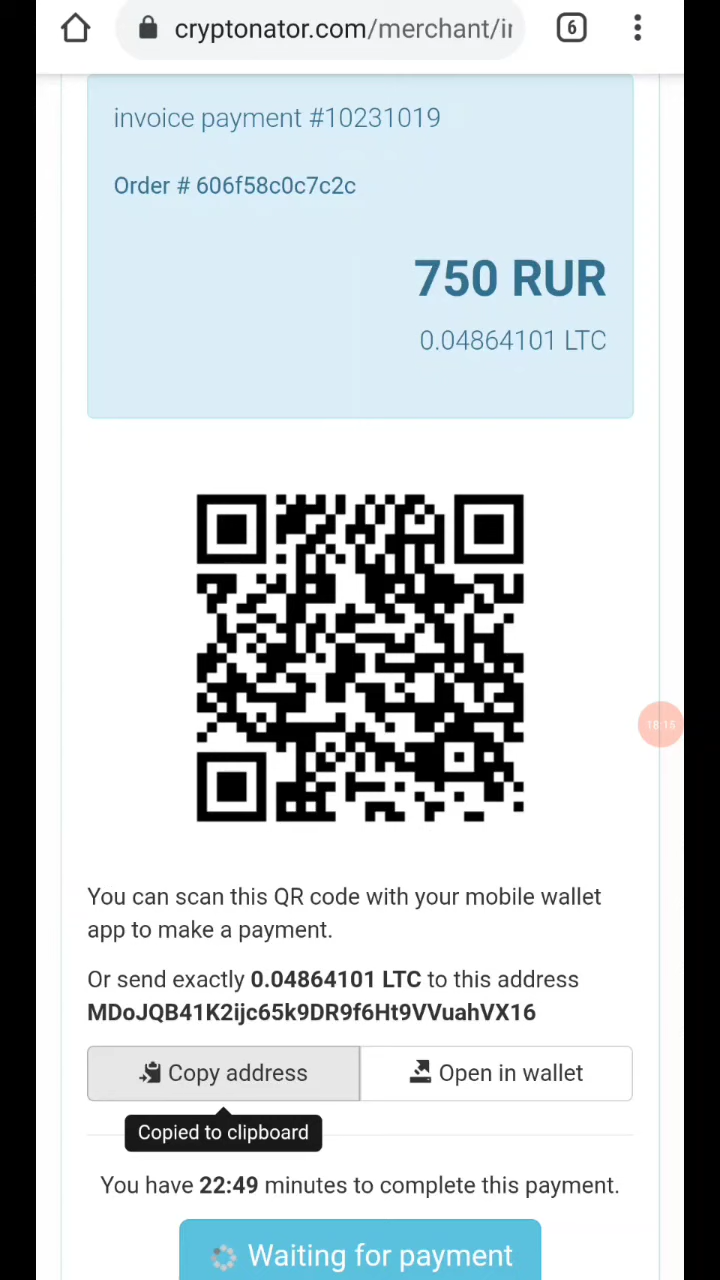 cryptonator.com/merchant/in
6
invoice payment #10231019
Order # 606f58c0c7c2c
750 RUR
0.04864101 LTC
18:15
You can scan this QR code with your mobile wallet
app to make a payment.
Or send exactly 0.04864101 LTC to this address
MDoJQB41K2ijc65k9DR9f6Ht9VVuahVX16
Copy address
Open in wallet
Copied to clipboard
You have 22:49 minutes to complete this payment.
Waiting for payment